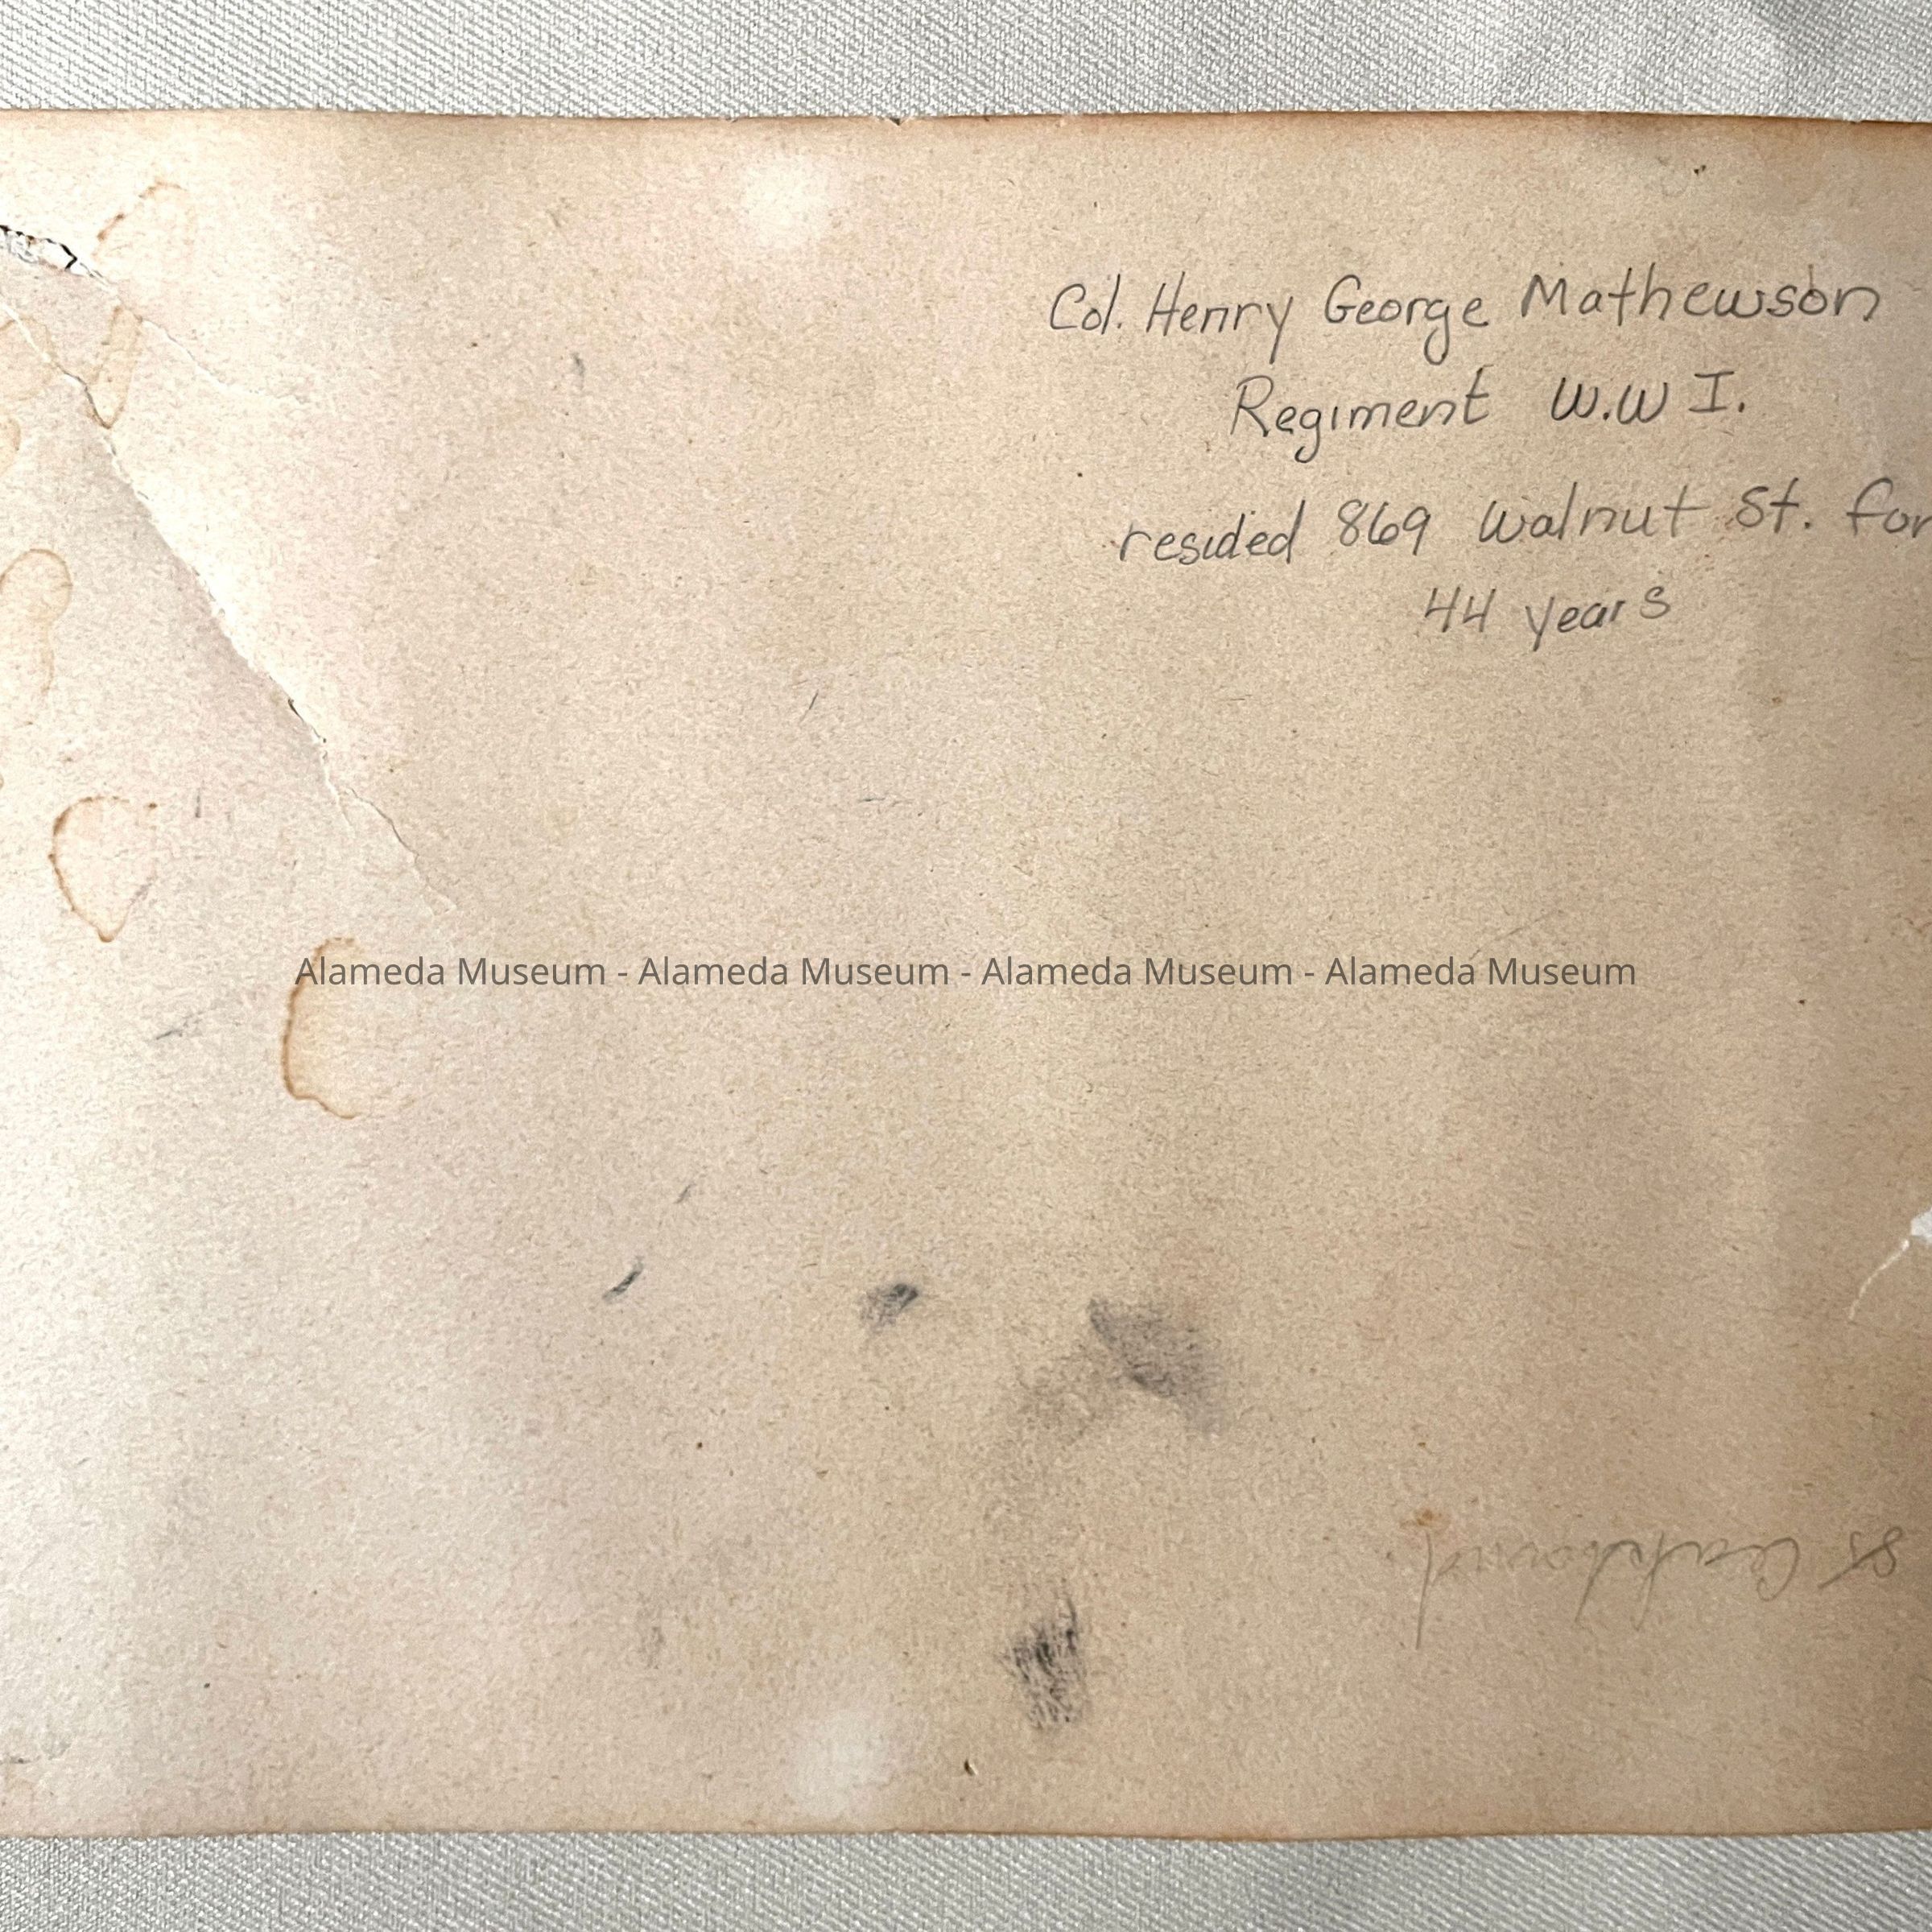 Col. Henry George Mathewson
Regiment W.W I.
resided 869 Walnut St. for
44 years
Alameda Museum - Alameda Museum - Alameda Museum - Alameda Museum